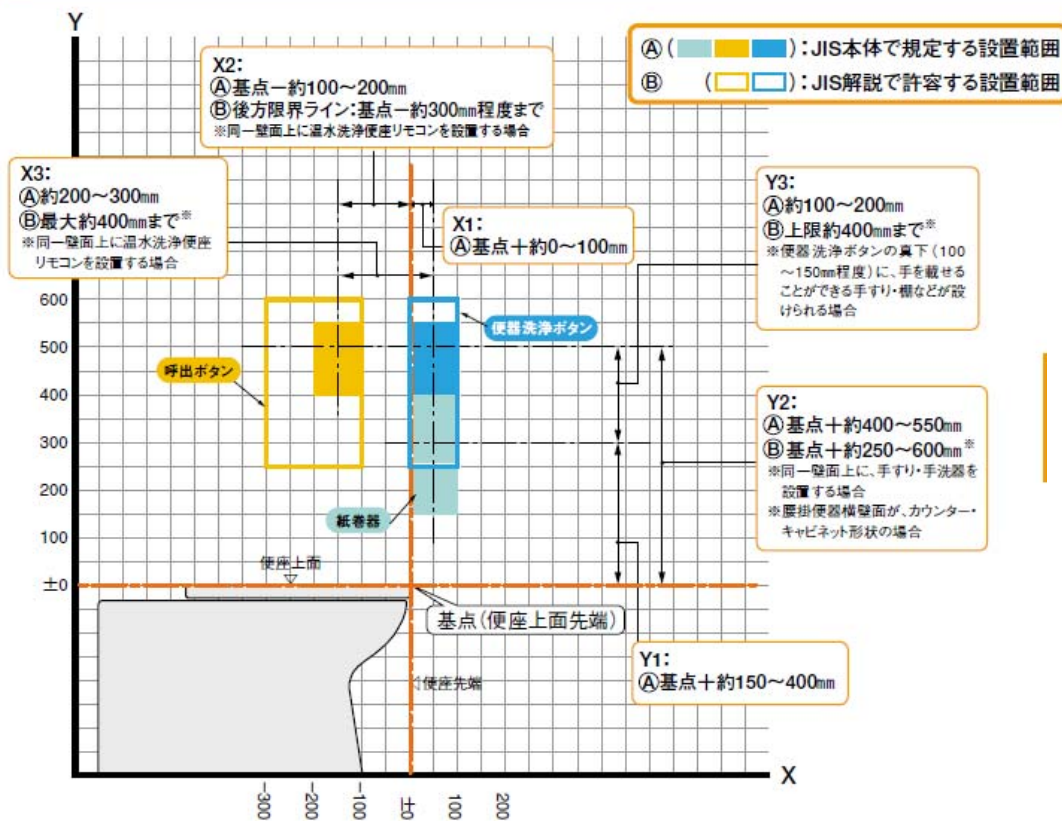 Y
Ⓐ（　　　）：JIS本体で規定する設置範囲
Ⓑ　（　　）：JIS解説で許容する設置範囲
X2：
Ⓐ基点－約100～200㎜
Ⓑ後方限界ライン：基点－約300㎜程度まで
※同一壁面上に温水洗浄便座リモコンを設置する場合
X3：
Ⓐ約200～300㎜
Ⓑ最大約400㎜まで※
※同一壁面上に温水洗浄便座
リモコンを設置する場合
X1：
Ⓐ基点＋約0～100㎜
Y3：
Ⓐ約100～200㎜
Ⓑ上限約400㎜まで※
※便器洗浄ボタンの真下（100
～150㎜程度）に、手を載せる
ことができる手すり・棚などが設
けられる場合
600
500
400
300
200
100
±0
便器洗浄ボタン
呼出ボタン
紙巻器
Y2：
Ⓐ基点＋約400～550㎜
Ⓑ基点＋約250～600㎜※
※同一壁面上に、手すり・手洗器を
設置する場合
※腰掛便器横壁面が、カウンター・
キャビネット形状の場合
便座上面
基点（便座上面先端）
便座先端
Y1：
Ⓐ基点＋約150～400㎜
X
-300
-200
-100
±0
100
200